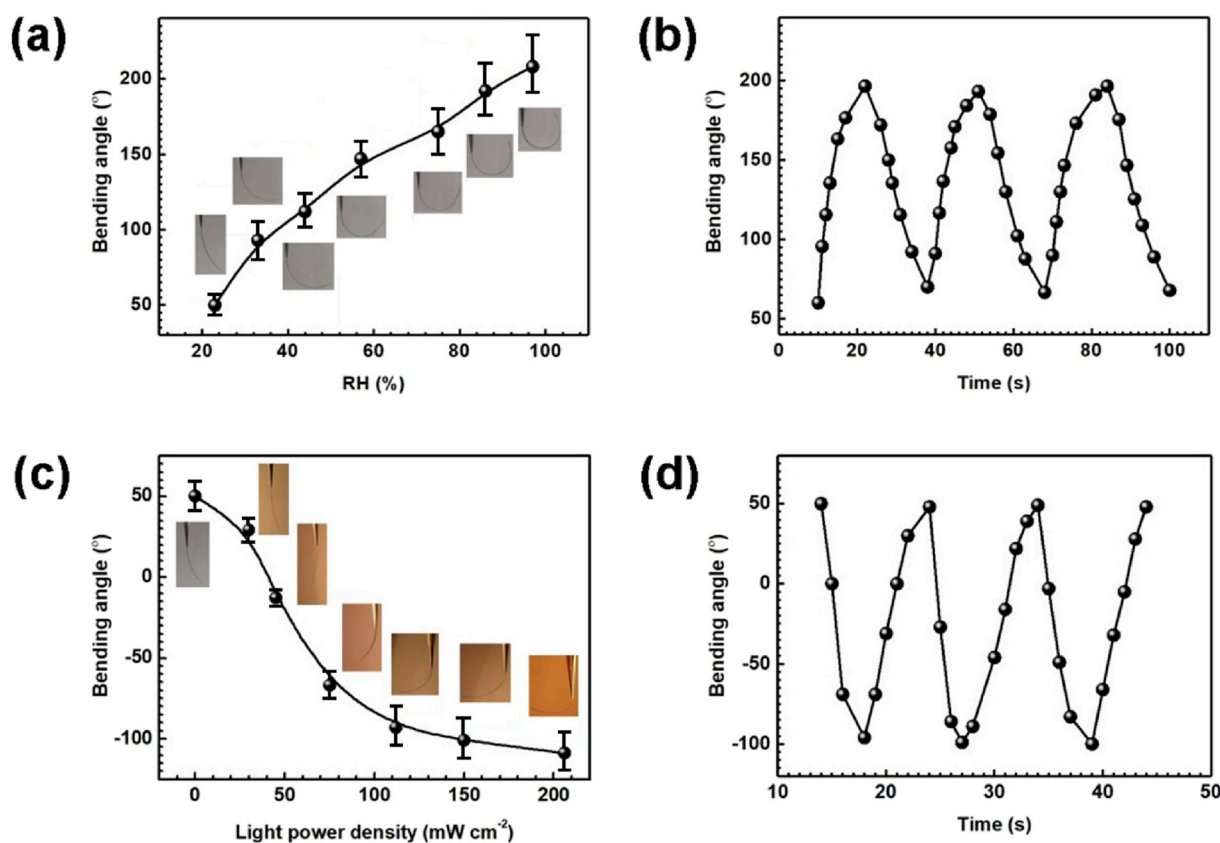 (a)
Bending angle (°)
200
150
100
50
20 40 60 80 100
RH (%)
(b)
Bending angle (°)
200
150
100
50
0 20 40 60 80 100
Time (s)
(c)
Bending angle (°)
50
0
-50
-100
0 50 100 150 200
Light power density (mW cm⁻²)
(d)
Bending angle (°)
50
0
-50
-100
10 20 30 40 50
Time (s)